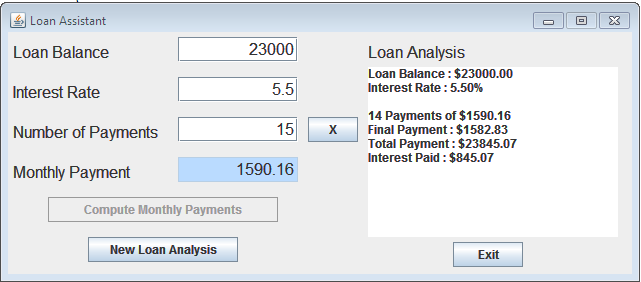 Loan Assistant
Loan Balance 23000
Interest Rate 5.5
Number of Payments 15 X
Monthly Payment 1590.16
Compute Monthly Payments
New Loan Analysis
Loan Analysis
Loan Balance : $23000.00
Interest Rate : 5.50%
14 Payments of $1590.16
Final Payment : $1582.83
Total Payment : $23845.07
Interest Paid : $845.07
Exit